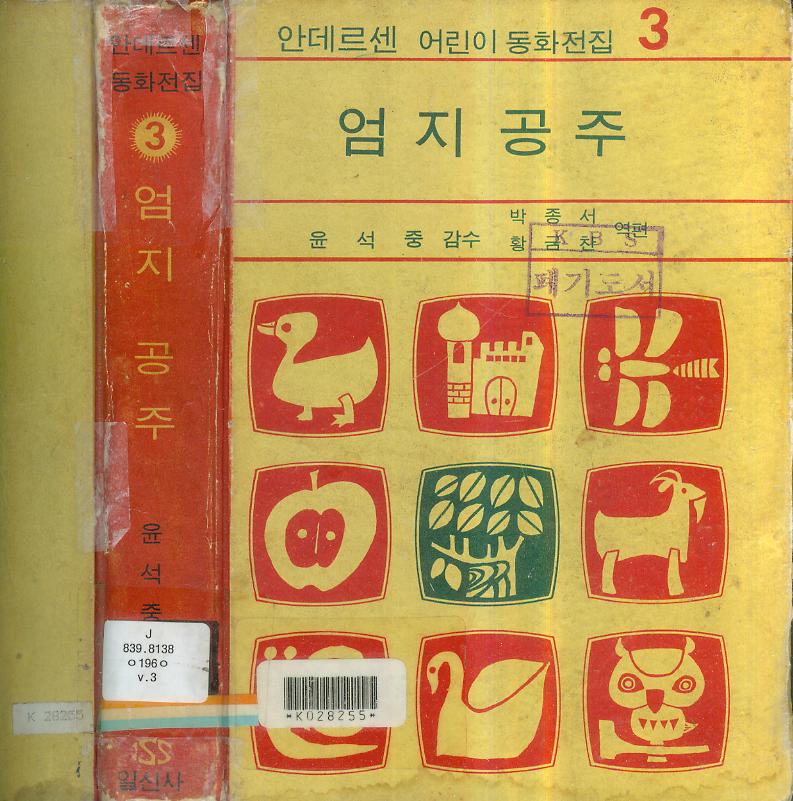 안데르센
동화전집
3
엄지 공주
윤석중
J
839.8138
ㅇ196ㅇ
v.3
K 28255
ISS
일신사
안데르센 어린이 동화전집 3
엄지 공주
윤석중 감수
박종서
황금찬
역편
KBS
폐기도서
*K028255*